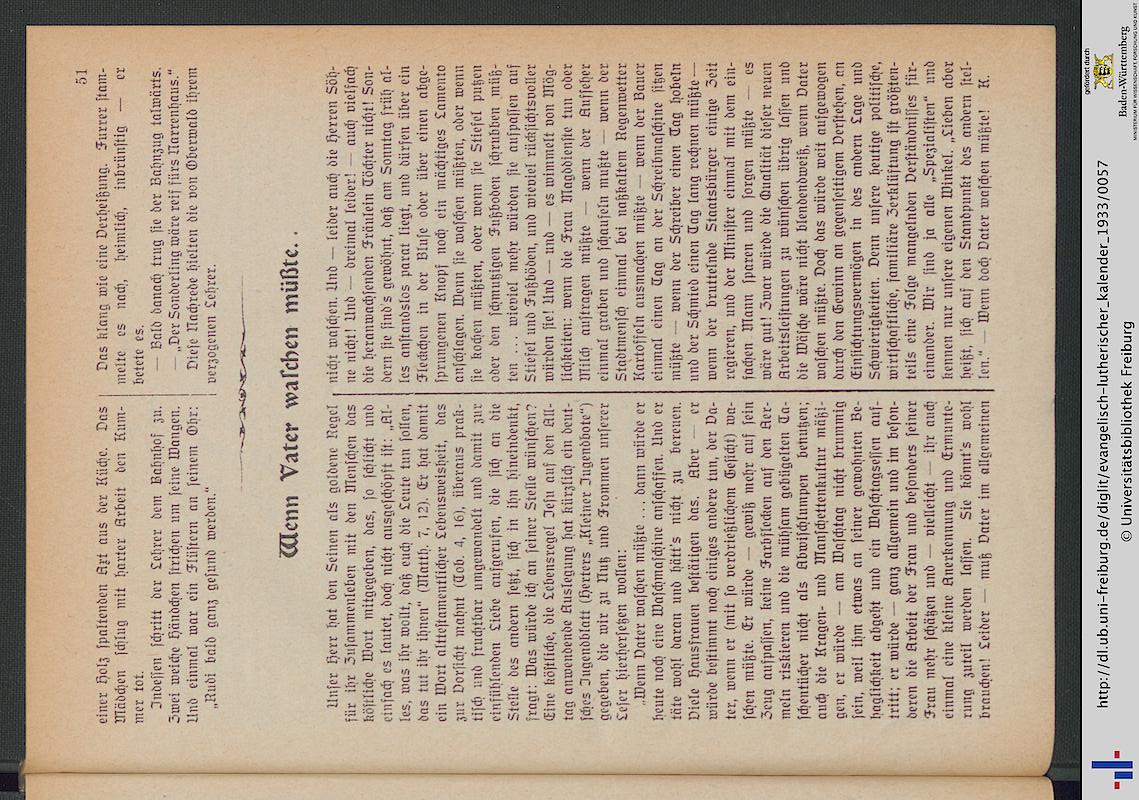 51
einer Holz spaltenden Axt aus der Küche. Das
Mädchen schlug mit harter Arbeit den Kum-
mer tot.
Indessen schritt der Lehrer dem Bahnhof zu.
Zwei weiche Händchen strichen um seine Wangen.
Und einmal war ein Flüstern an seinem Ohr:
„Rudi bald ganz gesund werden.“
Das klang wie eine Verheißung. Furrer stam-
melte es nach, heimlich, inbrünstig — er
betete es.
— Bald danach trug sie der Bahnzug talwärts.
— „Der Sonderling wäre reif fürs Narrenhaus.“
Diese Nachrede hielten die von Oberwald ihrem
verzogenen Lehrer.
Wenn Vater waschen müßte. .
Unser Herr hat den Seinen als goldene Regel
für ihr Zusammenleben mit den Menschen das
köstliche Wort mitgegeben, das, so schlicht und
einfach es lautet, doch nicht ausgeschöpft ist: „Al-
les, was ihr wollt, daß euch die Leute tun sollen,
das tut ihr ihnen“ (Matth. 7, 12). Er hat damit
ein Wort alttestamentlicher Lebensweisheit, das
zur Vorsicht mahnt (Tob. 4, 16), überaus prak-
tisch und fruchtbar umgewandelt und damit zur
einfühlenden Liebe aufgerufen, die sich an die
Stelle des andern setzt, sich in ihn hineindenkt,
fragt: Was würde ich an seiner Stelle wünschen?
Eine köstliche, die Lebensregel Jesu auf den All-
tag anwendende Auslegung hat kürzlich ein deut-
sches Jugendblatt (Herters „Kleiner Jugendbote“)
gegeben, die wir zu Nutz und Frommen unserer
Leser hierhersetzen wollen:
„Wenn Vater waschen müßte ... dann würde er
heute noch eine Waschmaschine anschaffen. Und er
täte wohl daran und hätt's nicht zu bereuen.
Viele Hausfrauen bestätigen das. Aber — er
würde bestimmt noch einiges andere tun, der Va-
ter, wenn er (mit so verdrießlichem Gesicht) wa-
schen müßte. Er würde — gewiß mehr auf sein
Zeug aufpassen, keine Farbflecken auf den Aer-
meln riskieren und die mühsam gebügelten Ta-
schentücher nicht als Abwischlumpen benutzen;
auch die Kragen- und Manschettenkultur mäßi-
gen, er würde — am Waschtag nicht brummig
sein, weil ihm etwas an seiner gewohnten Be-
haglichkeit abgeht und ein Waschtagsessen auf-
tritt; er würde — ganz allgemein und im beson-
deren die Arbeit der Frau und besonders seiner
Frau mehr schätzen und — vielleicht — ihr auch
einmal eine kleine Anerkennung und Ermunte-
rung zuteil werden lassen. Sie könnt's wohl
brauchen! Leider — muß Vater im allgemeinen
nicht waschen. Und — leider auch die Herren Söh-
ne nicht! Und — dreimal leider! — auch vielfach
die heranwachsenden Fräulein Töchter nicht! Son-
dern sie sind's gewohnt, daß am Sonntag früh al-
les anstandslos parat liegt, und dürfen über ein
Fleckchen in der Bluse oder über einen abge-
sprungenen Knopf noch ein mächtiges Lamento
anschlagen. Wenn sie waschen müßten, oder wenn
sie kochen müßten, oder wenn sie Stiefel putzen
oder den schmutzigen Fußboden schrubben müß-
ten ... wieviel mehr würden sie aufpassen auf
Stiefel und Fußböden, und wieviel rücksichtsvoller
würden sie! Und — und — es wimmelt von Mög-
lichkeiten: wenn die Frau Magddienste tun oder
Milch austragen müßte — wenn der Aufseher
einmal graben und schaufeln mußte — wenn der
Stadtmensch einmal bei naßkaltem Regenwetter
Kartoffeln ausmachen müßte — wenn der Bauer
einmal einen Tag an der Schreibmaschine sitzen
müßte — wenn der Schreiber einen Tag hobeln
und der Schmied einen Tag lang rechnen müßte —
wenn der bruttelnde Staatsbürger einige Zeit
regieren, und der Minister einmal mit dem ein-
fachen Mann sparen und sorgen müßte — es
wäre gut! Zwar würde die Qualität dieser neuen
Arbeitsleistungen zu wünschen übrig lassen und
die Wäsche wäre nicht blendendweiß, wenn Vater
waschen müßte. Doch das würde weit aufgewogen
durch den Gewinn an gegenseitigem Verstehen, an
Einfühlungsvermögen in des andern Lage und
Schwierigkeiten. Denn unsere heutige politische,
wirtschaftliche, familiäre Zerklüftung ist größten-
teils eine Folge mangelnden Verständnisses für-
einander. Wir sind ja alle „Spezialisten“ und
kennen nur unsere eigenen Winkel. „Lieben aber
heißt, sich auf den Standpunkt des andern stel-
len.“ — Wenn doch Vater waschen müßte! K.
http://dl.ub.uni-freiburg.de/diglit/evangelisch-lutherischer_kalender_1933/0057
© Universitätsbibliothek Freiburg
gefördert durch
Baden-Württemberg
MINISTERIUM FÜR WISSENSCHAFT, FORSCHUNG UND KUNST